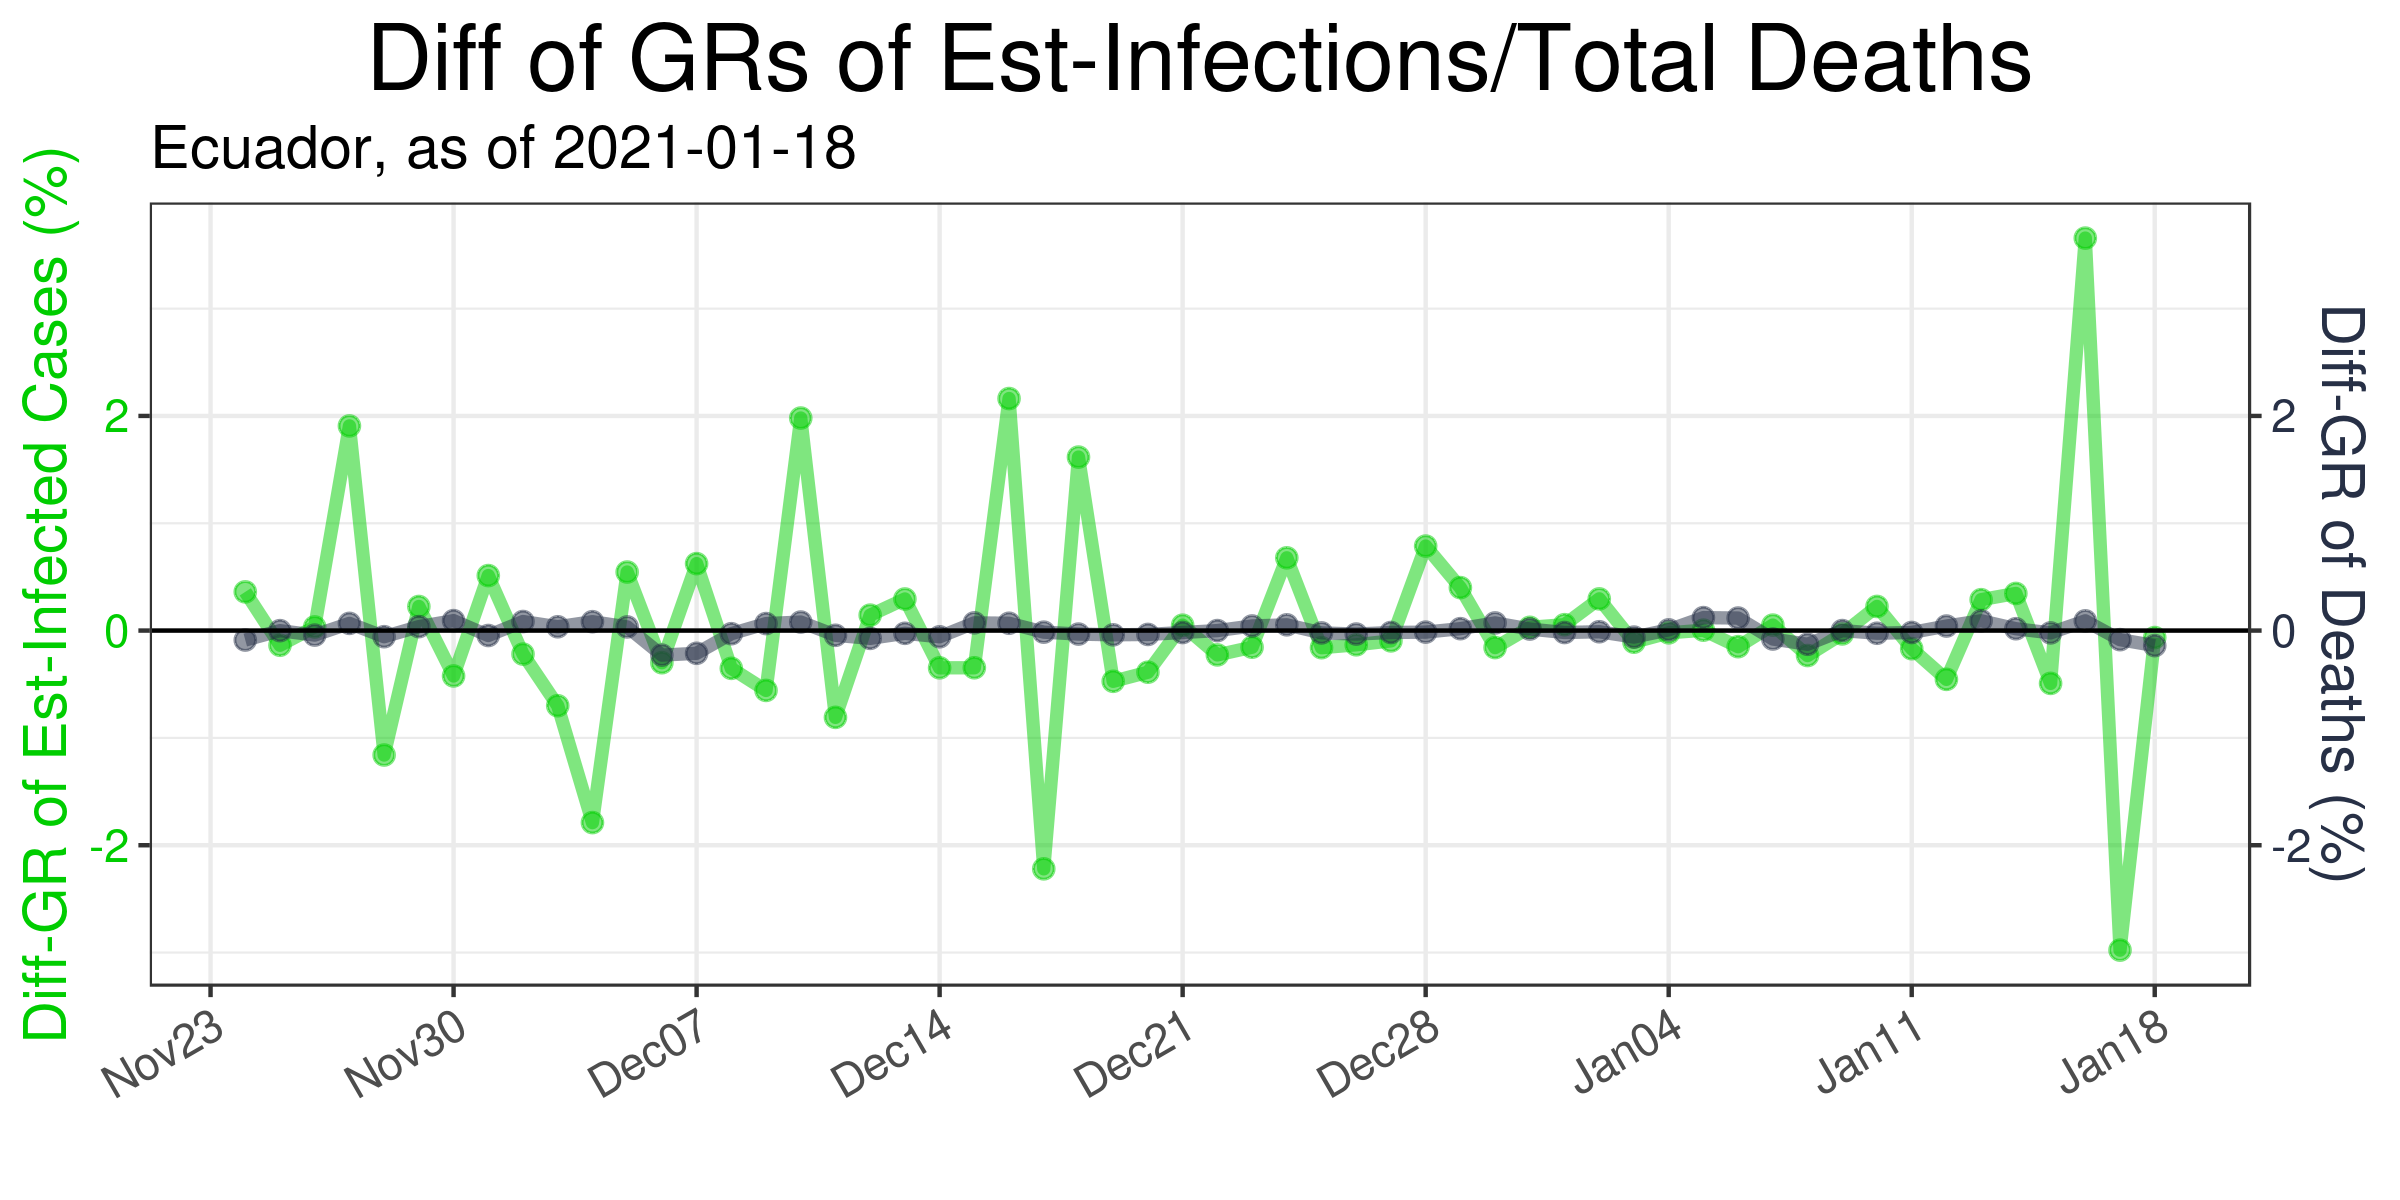 Diff of GRs of Est-Infections/Total Deaths
Ecuador, as of 2021-01-18
Diff-GR of Est-Infected Cases (%)
2
0
-2
2
0
-2
Diff-GR of Deaths (%)
Nov23
Nov30
Dec07
Dec14
Dec21
Dec28
Jan04
Jan11
Jan18